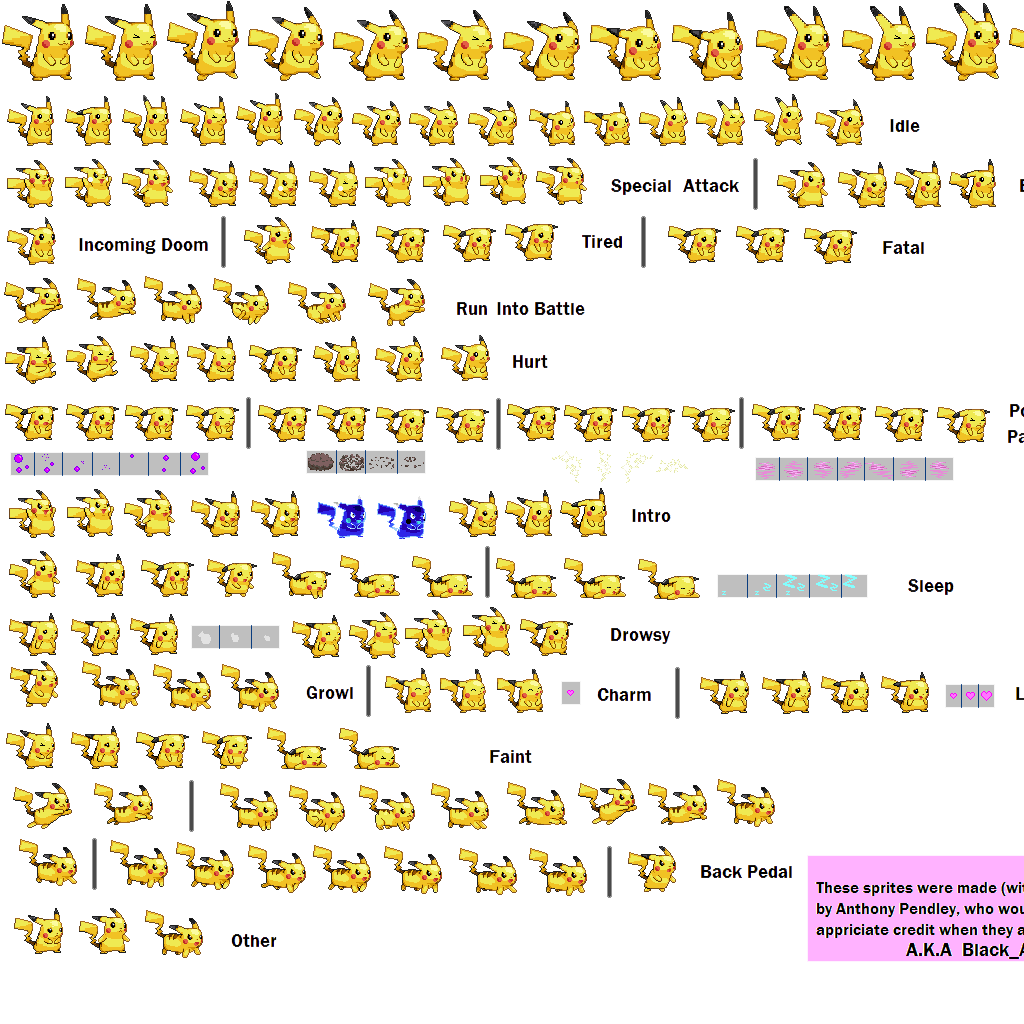 Idle
Special Attack
Incoming Doom
Tired
Fatal
Run Into Battle
Hurt
Intro
Sleep
Drowsy
Growl
Charm
Faint
Back Pedal
These sprites were made
by Anthony Pendley, who
appriciate credit when they
A.K.A
Other